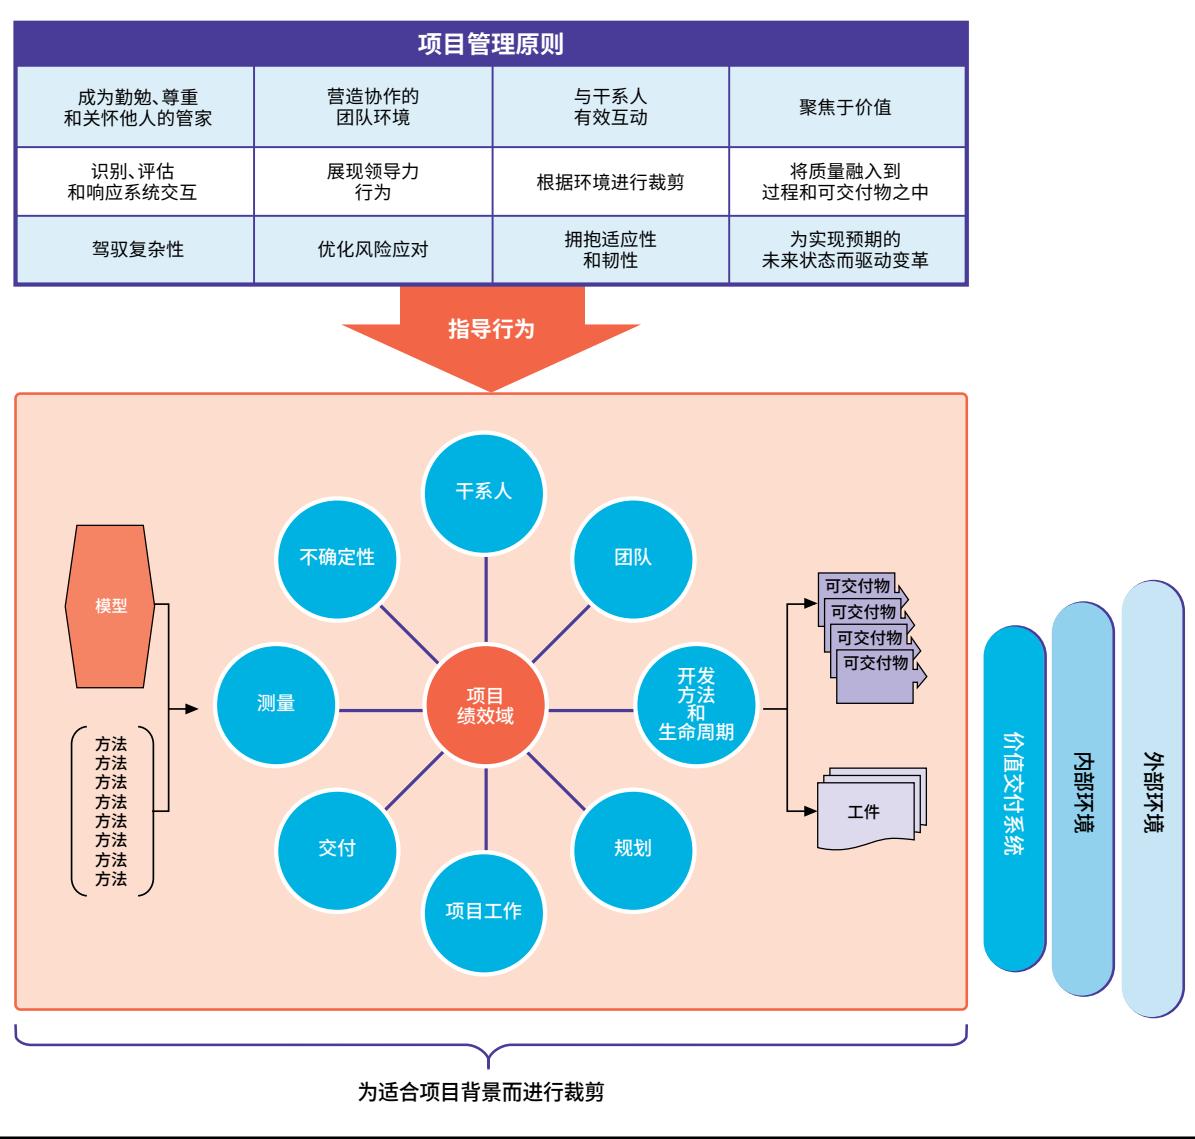 项目管理原则
成为勤勉、尊重
和关怀他人的管家
营造协作的
团队环境
与干系人
有效互动
聚焦于价值
识别、评估
和响应系统交互
展现领导力
行为
根据环境进行裁剪
将质量融入到
过程和可交付物之中
驾驭复杂性
优化风险应对
拥抱适应性
和韧性
为实现预期的
未来状态而驱动变革
指导行为
干系人
不确定性
团队
模型
测量
项目
绩效域
开发
方法
和
生命周期
可交付物
可交付物
可交付物
可交付物
方法
方法
方法
方法
方法
方法
方法
方法
交付
项目工作
规划
工件
价值交付系统
内部环境
外部环境
为适合项目背景而进行裁剪